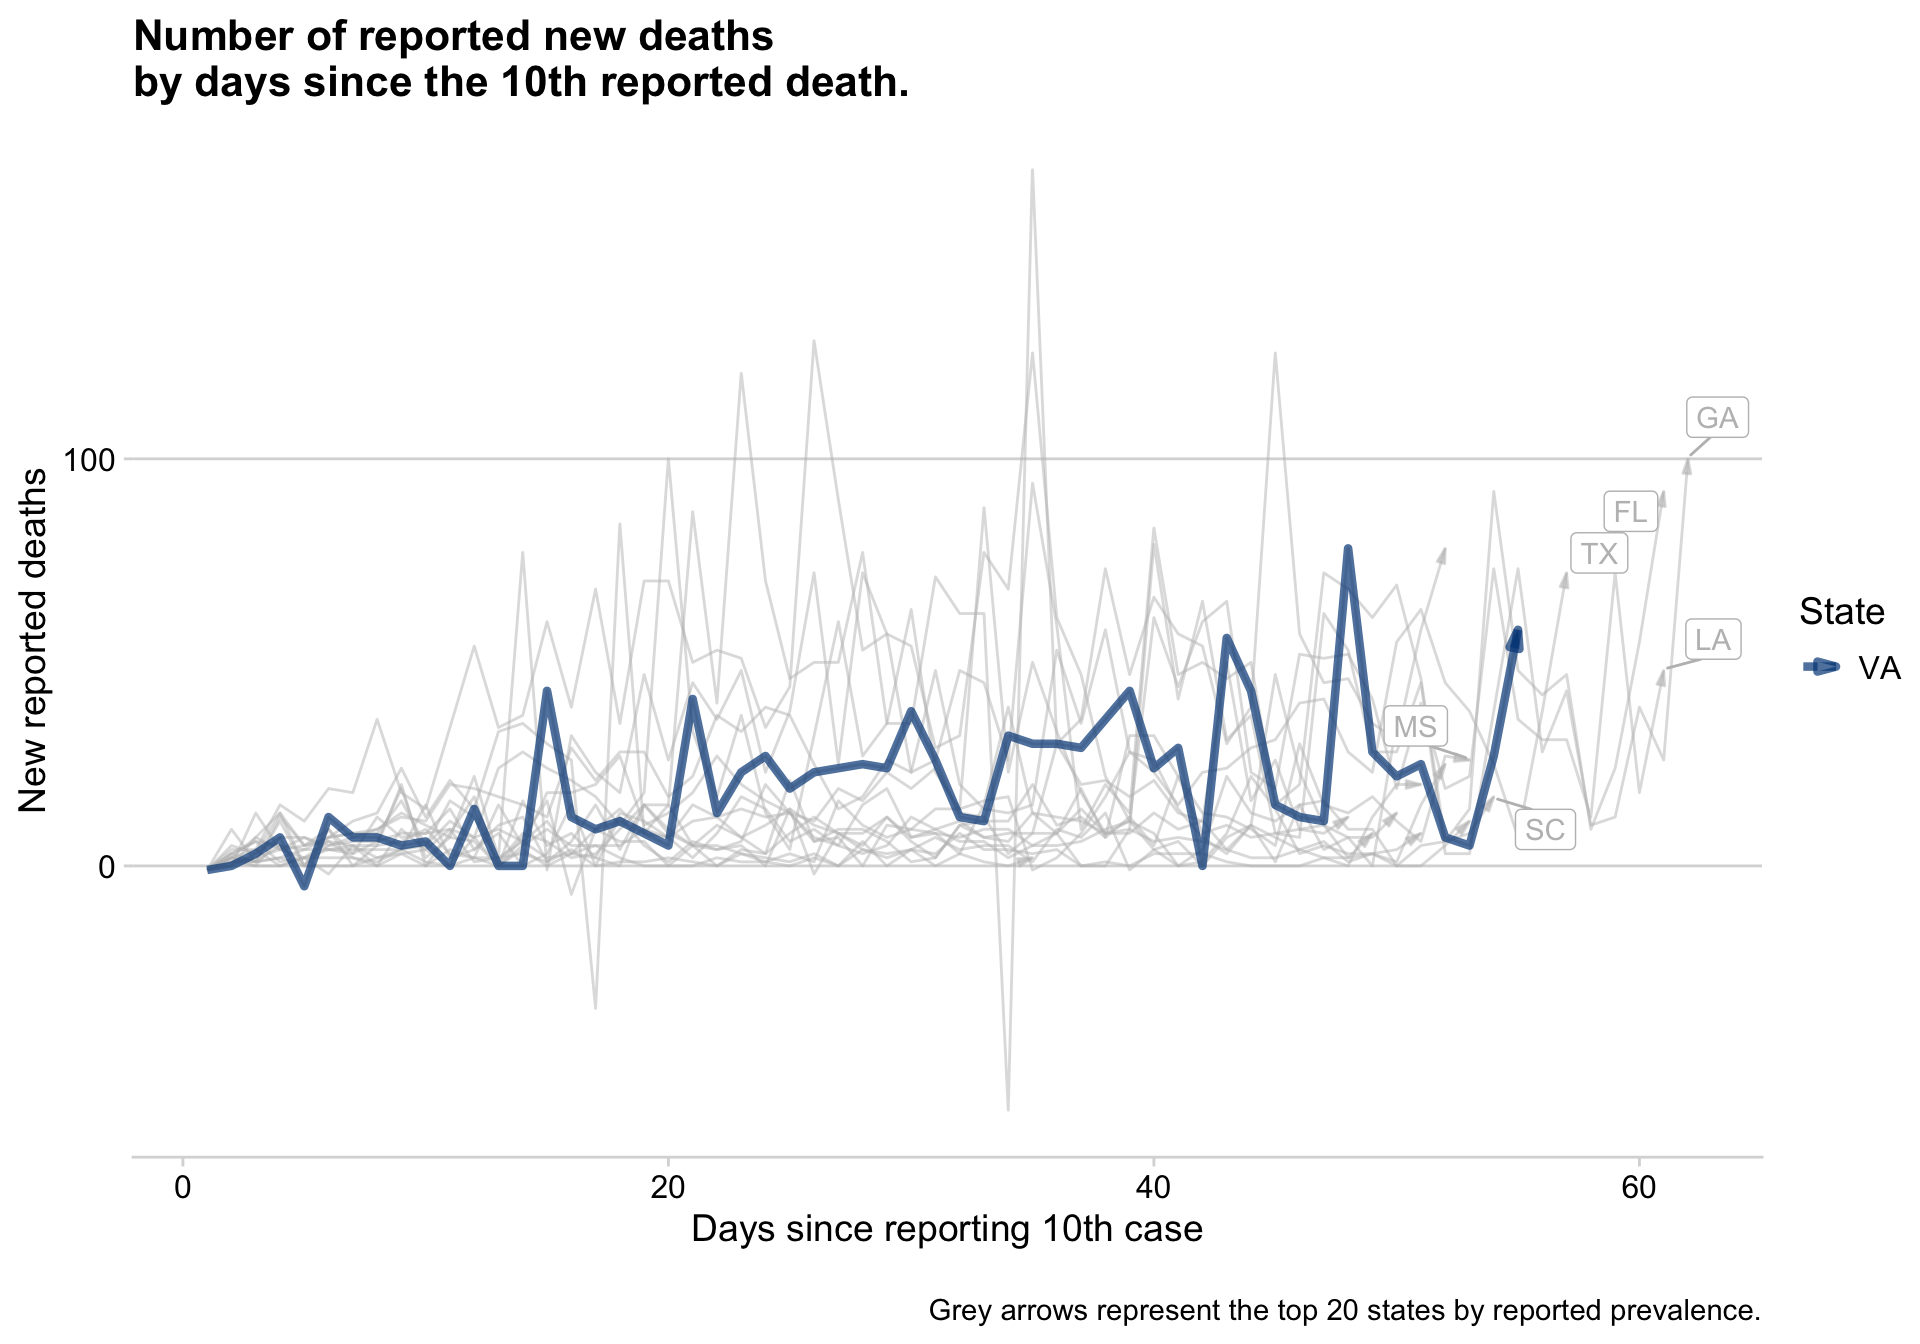 Number of reported new deaths
by days since the 10th reported death.
New reported deaths
100
0
GA
FL
TX
LA
MS
SC
State
VA
0
20
40
60
Days since reporting 10th case
Grey arrows represent the top 20 states by reported prevalence.